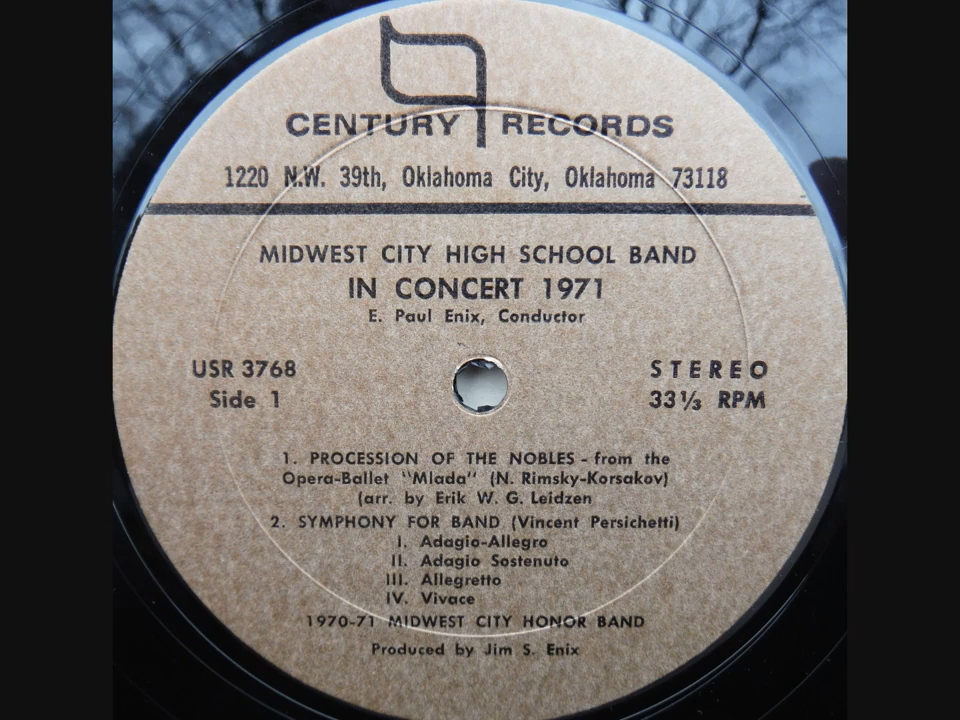 CENTURY RECORDS
1220 N.W. 39th, Oklahoma City, Oklahoma 73118
MIDWEST CITY HIGH SCHOOL BAND
IN CONCERT 1971
E. Paul Enix, Conductor
USR 3768 STEREO
Side 1 33⅓ RPM
1. PROCESSION OF THE NOBLES - from the
Opera-Ballet "Mlada" (N. Rimsky-Korsakov)
(arr. by Erik W. G. Leidzen
2. SYMPHONY FOR BAND (Vincent Persichetti)
I. Adagio-Allegro
II. Adagio Sostenuto
III. Allegretto
IV. Vivace
1970-71 MIDWEST CITY HONOR BAND
Produced by Jim S. Enix